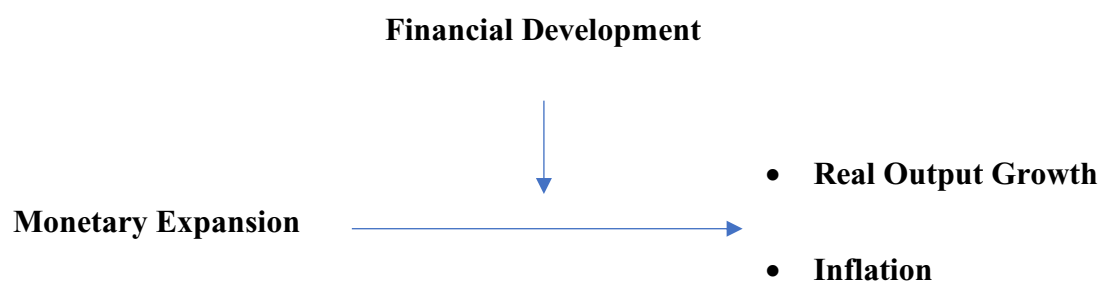 Financial Development
• Real Output Growth
Monetary Expansion
• Inflation